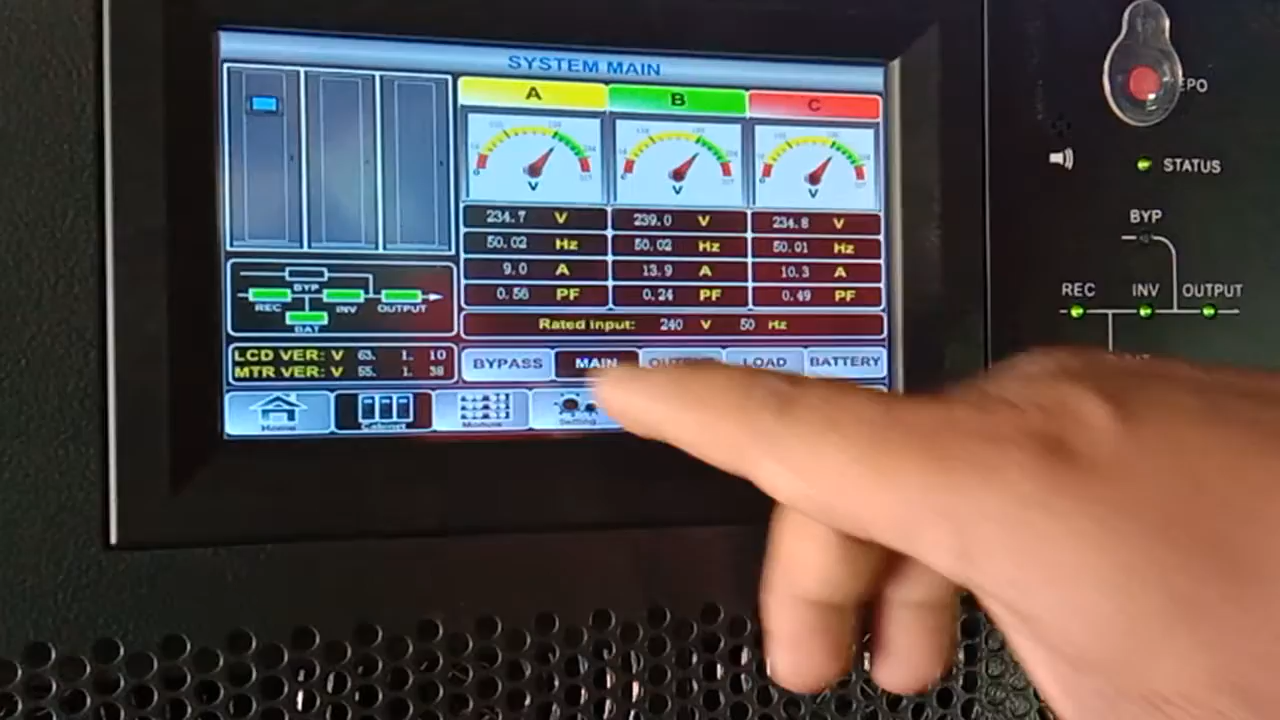 SYSTEM MAIN
A B C
V V V
234.7 V 239.0 V 234.8 V
50.02 Hz 50.02 Hz 50.01 Hz
9.0 A 13.9 A 10.3 A
0.56 PF 0.24 PF 0.49 PF
Rated input: 240 V 50 Hz
BYP
REC INV OUTPUT
BAT
LCD VER: V 63. 1. 10
MTR VER: V 55. 1. 38
BYPASS MAIN OUTPUT LOAD BATTERY
Home Cabinet Module Setting
EPO
STATUS
BYP
REC INV OUTPUT